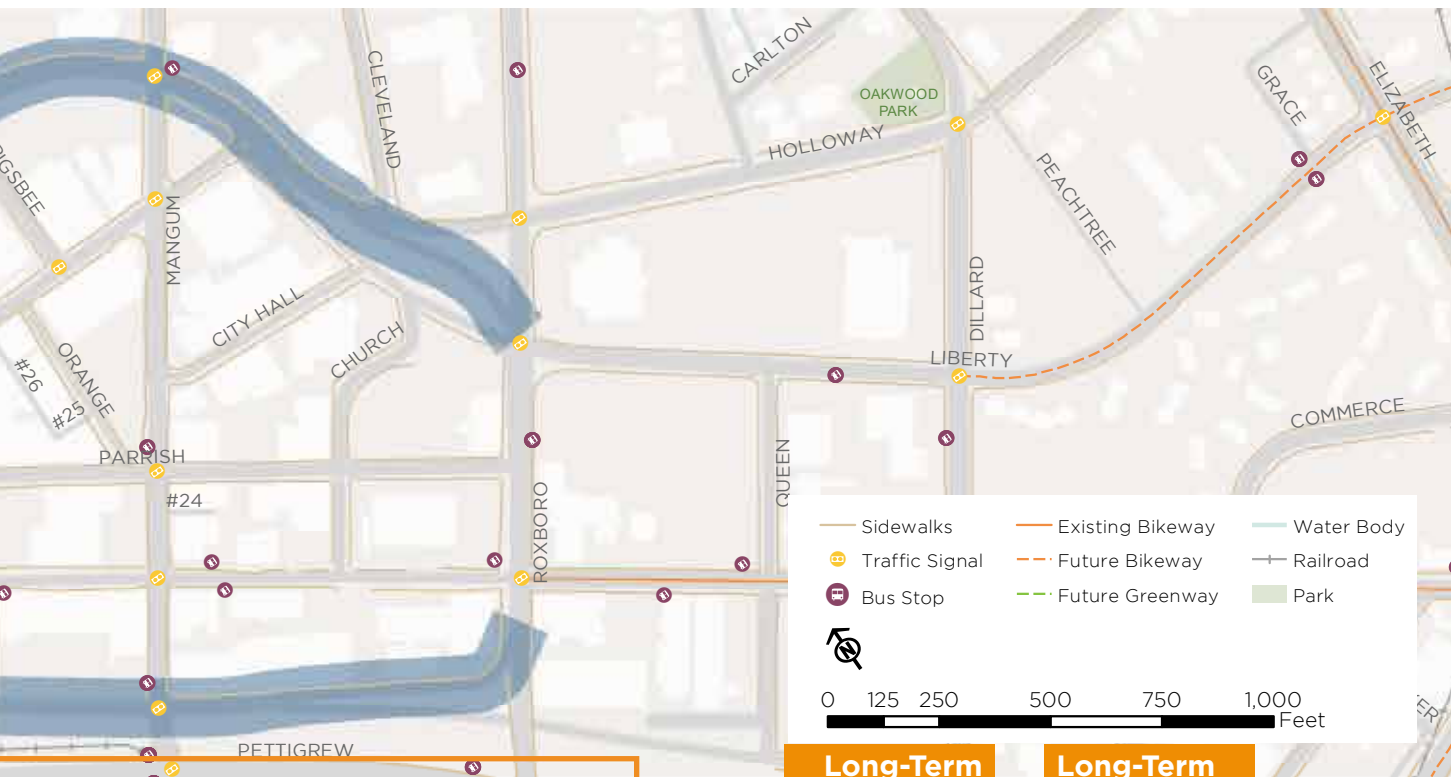 CARLTON
CLEVELAND
GRACE
ELIZABETH
OAKWOOD
PARK
HOLLOWAY
PEACHTREE
MANGUM
CITY HALL
CHURCH
DILLARD
LIBERTY
ORANGE
#26
#25
COMMERCE
PARRISH
#24
QUEEN
ROXBORO
Sidewalks
Existing Bikeway
Water Body
Traffic Signal
Future Bikeway
Railroad
Bus Stop
Future Greenway
Park
N
0 125 250 500 750 1,000
Feet
PETTIGREW
Long-Term
Long-Term